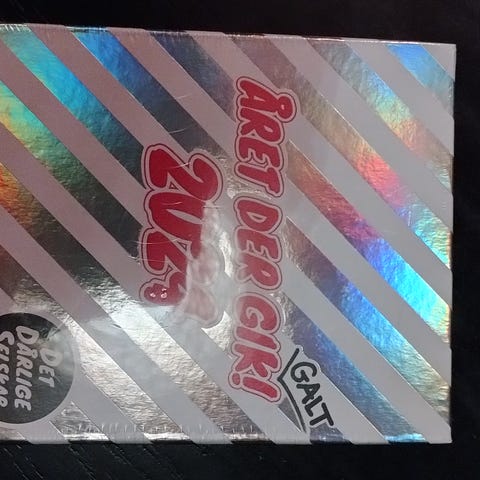 GALT
ÅRET DER GIK!
2023
DET
DÅRLIGE
SELSKAB